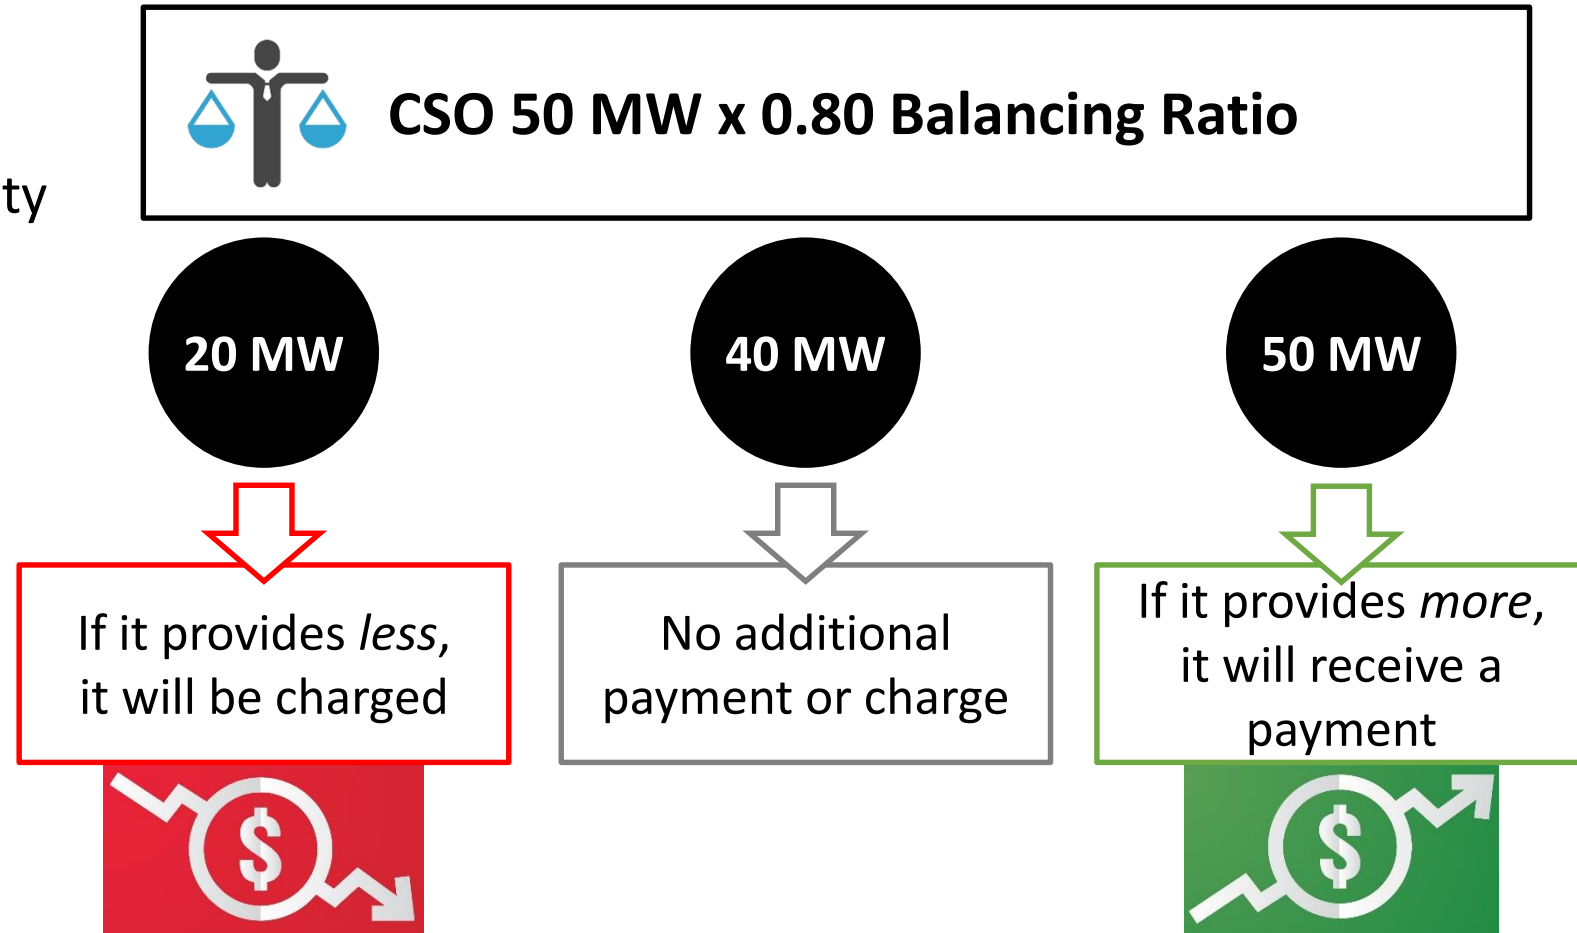 CSO 50 MW x 0.80 Balancing Ratio
ty
20 MW
40 MW
50 MW
If it provides less,
it will be charged
No additional
payment or charge
If it provides more,
it will receive a
payment
$
$